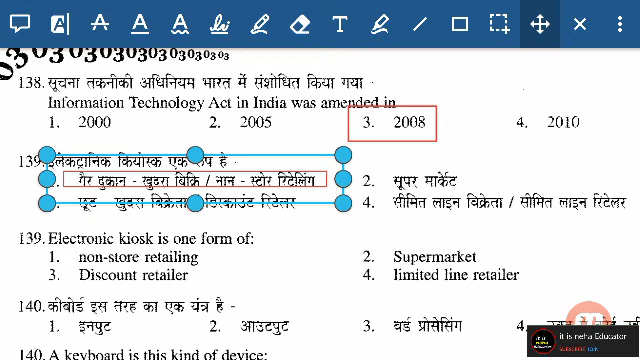 138. सूचना तकनीकी अधिनियम भारत में संशोधित किया गया -
Information Technology Act in India was amended in
1. 2000 2. 2005 3. 2008 4. 2010
139. इलेक्ट्रानिक कियोस्क एक रूप है -
गैर दुकान - खुदरा बिक्रि / नान - स्टोर रिटेलिंग 2. सूपर मार्केट
छूट खुदरा बिक्रेता डिस्काउंट रिटेलर 4. सीमित लाइन विक्रेता / सीमित लाइन रिटेलर
139. Electronic kiosk is one form of:
1. non-store retailing 2. Supermarket
3. Discount retailer 4. limited line retailer
140. कीबोर्ड इस तरह का एक यंत्र है -
1. इनपुट 2. आउटपुट 3. वर्ड प्रोसेसिंग 4.
it is neha Educator
140. A keyboard is this kind of device: